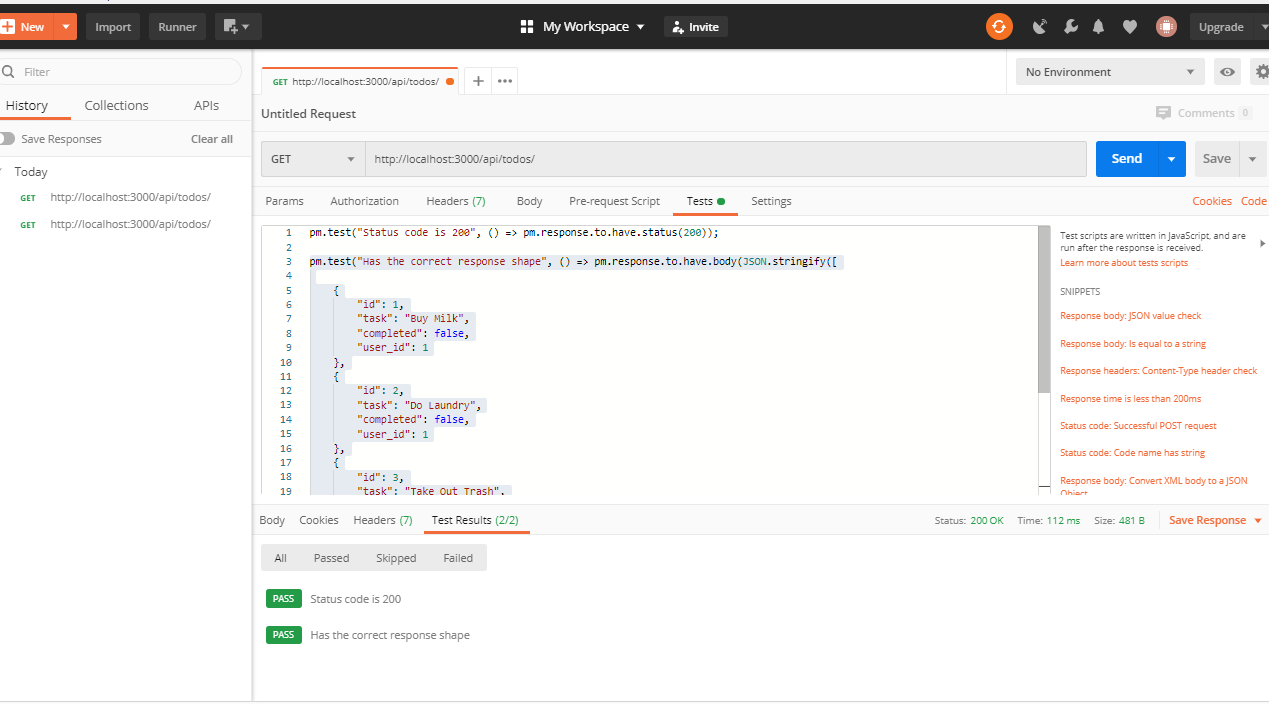 New Import Runner My Workspace Invite Upgrade
Filter
History Collections APIs
Save Responses Clear all
Today
GET http://localhost:3000/api/todos/
GET http://localhost:3000/api/todos/
GET http://localhost:3000/api/todos/
No Environment
Untitled Request
Comments 0
GET http://localhost:3000/api/todos/ Send Save
Params Authorization Headers (7) Body Pre-request Script Tests Settings Cookies Code
1 pm.test("Status code is 200", () => pm.response.to.have.status(200));
2
3 pm.test("Has the correct response shape", () => pm.response.to.have.body(JSON.stringify([
4
5 {
6 "id": 1,
7 "task": "Buy Milk",
8 "completed": false,
9 "user_id": 1
10 },
11 {
12 "id": 2,
13 "task": "Do Laundry",
14 "completed": false,
15 "user_id": 1
16 },
17 {
18 "id": 3,
19 "task": "Take Out Trash",
Test scripts are written in JavaScript, and are
run after the response is received.
Learn more about tests scripts
SNIPPETS
Response body: JSON value check
Response body: Is equal to a string
Response headers: Content-Type header check
Response time is less than 200ms
Status code: Successful POST request
Status code: Code name has string
Response body: Convert XML body to a JSON
Object
Body Cookies Headers (7) Test Results (2/2) Status: 200 OK Time: 112 ms Size: 481 B Save Response
All Passed Skipped Failed
PASS Status code is 200
PASS Has the correct response shape